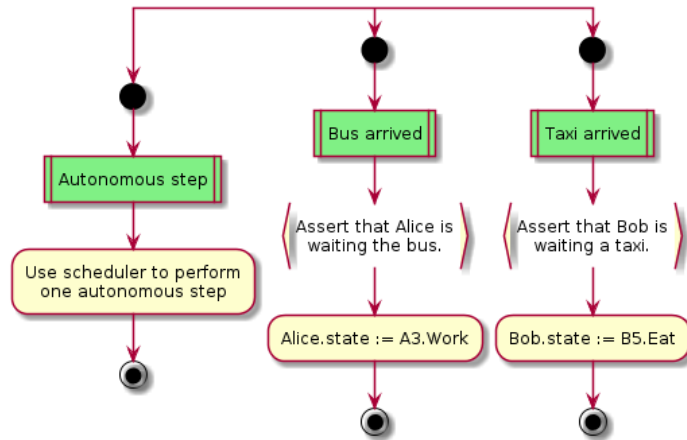 Autonomous step
Use scheduler to perform
one autonomous step
Bus arrived
Assert that Alice is
waiting the bus.
Alice.state := A3.Work
Taxi arrived
Assert that Bob is
waiting a taxi.
Bob.state := B5.Eat